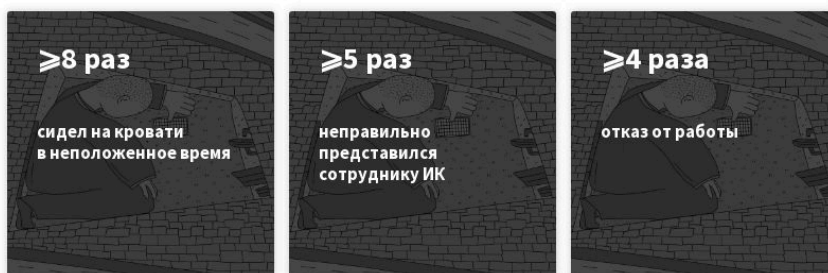 ⩾8 раз
сидел на кровати
в неположенное время
⩾5 раз
неправильно
представился
сотруднику ИК
⩾4 раза
отказ от работы